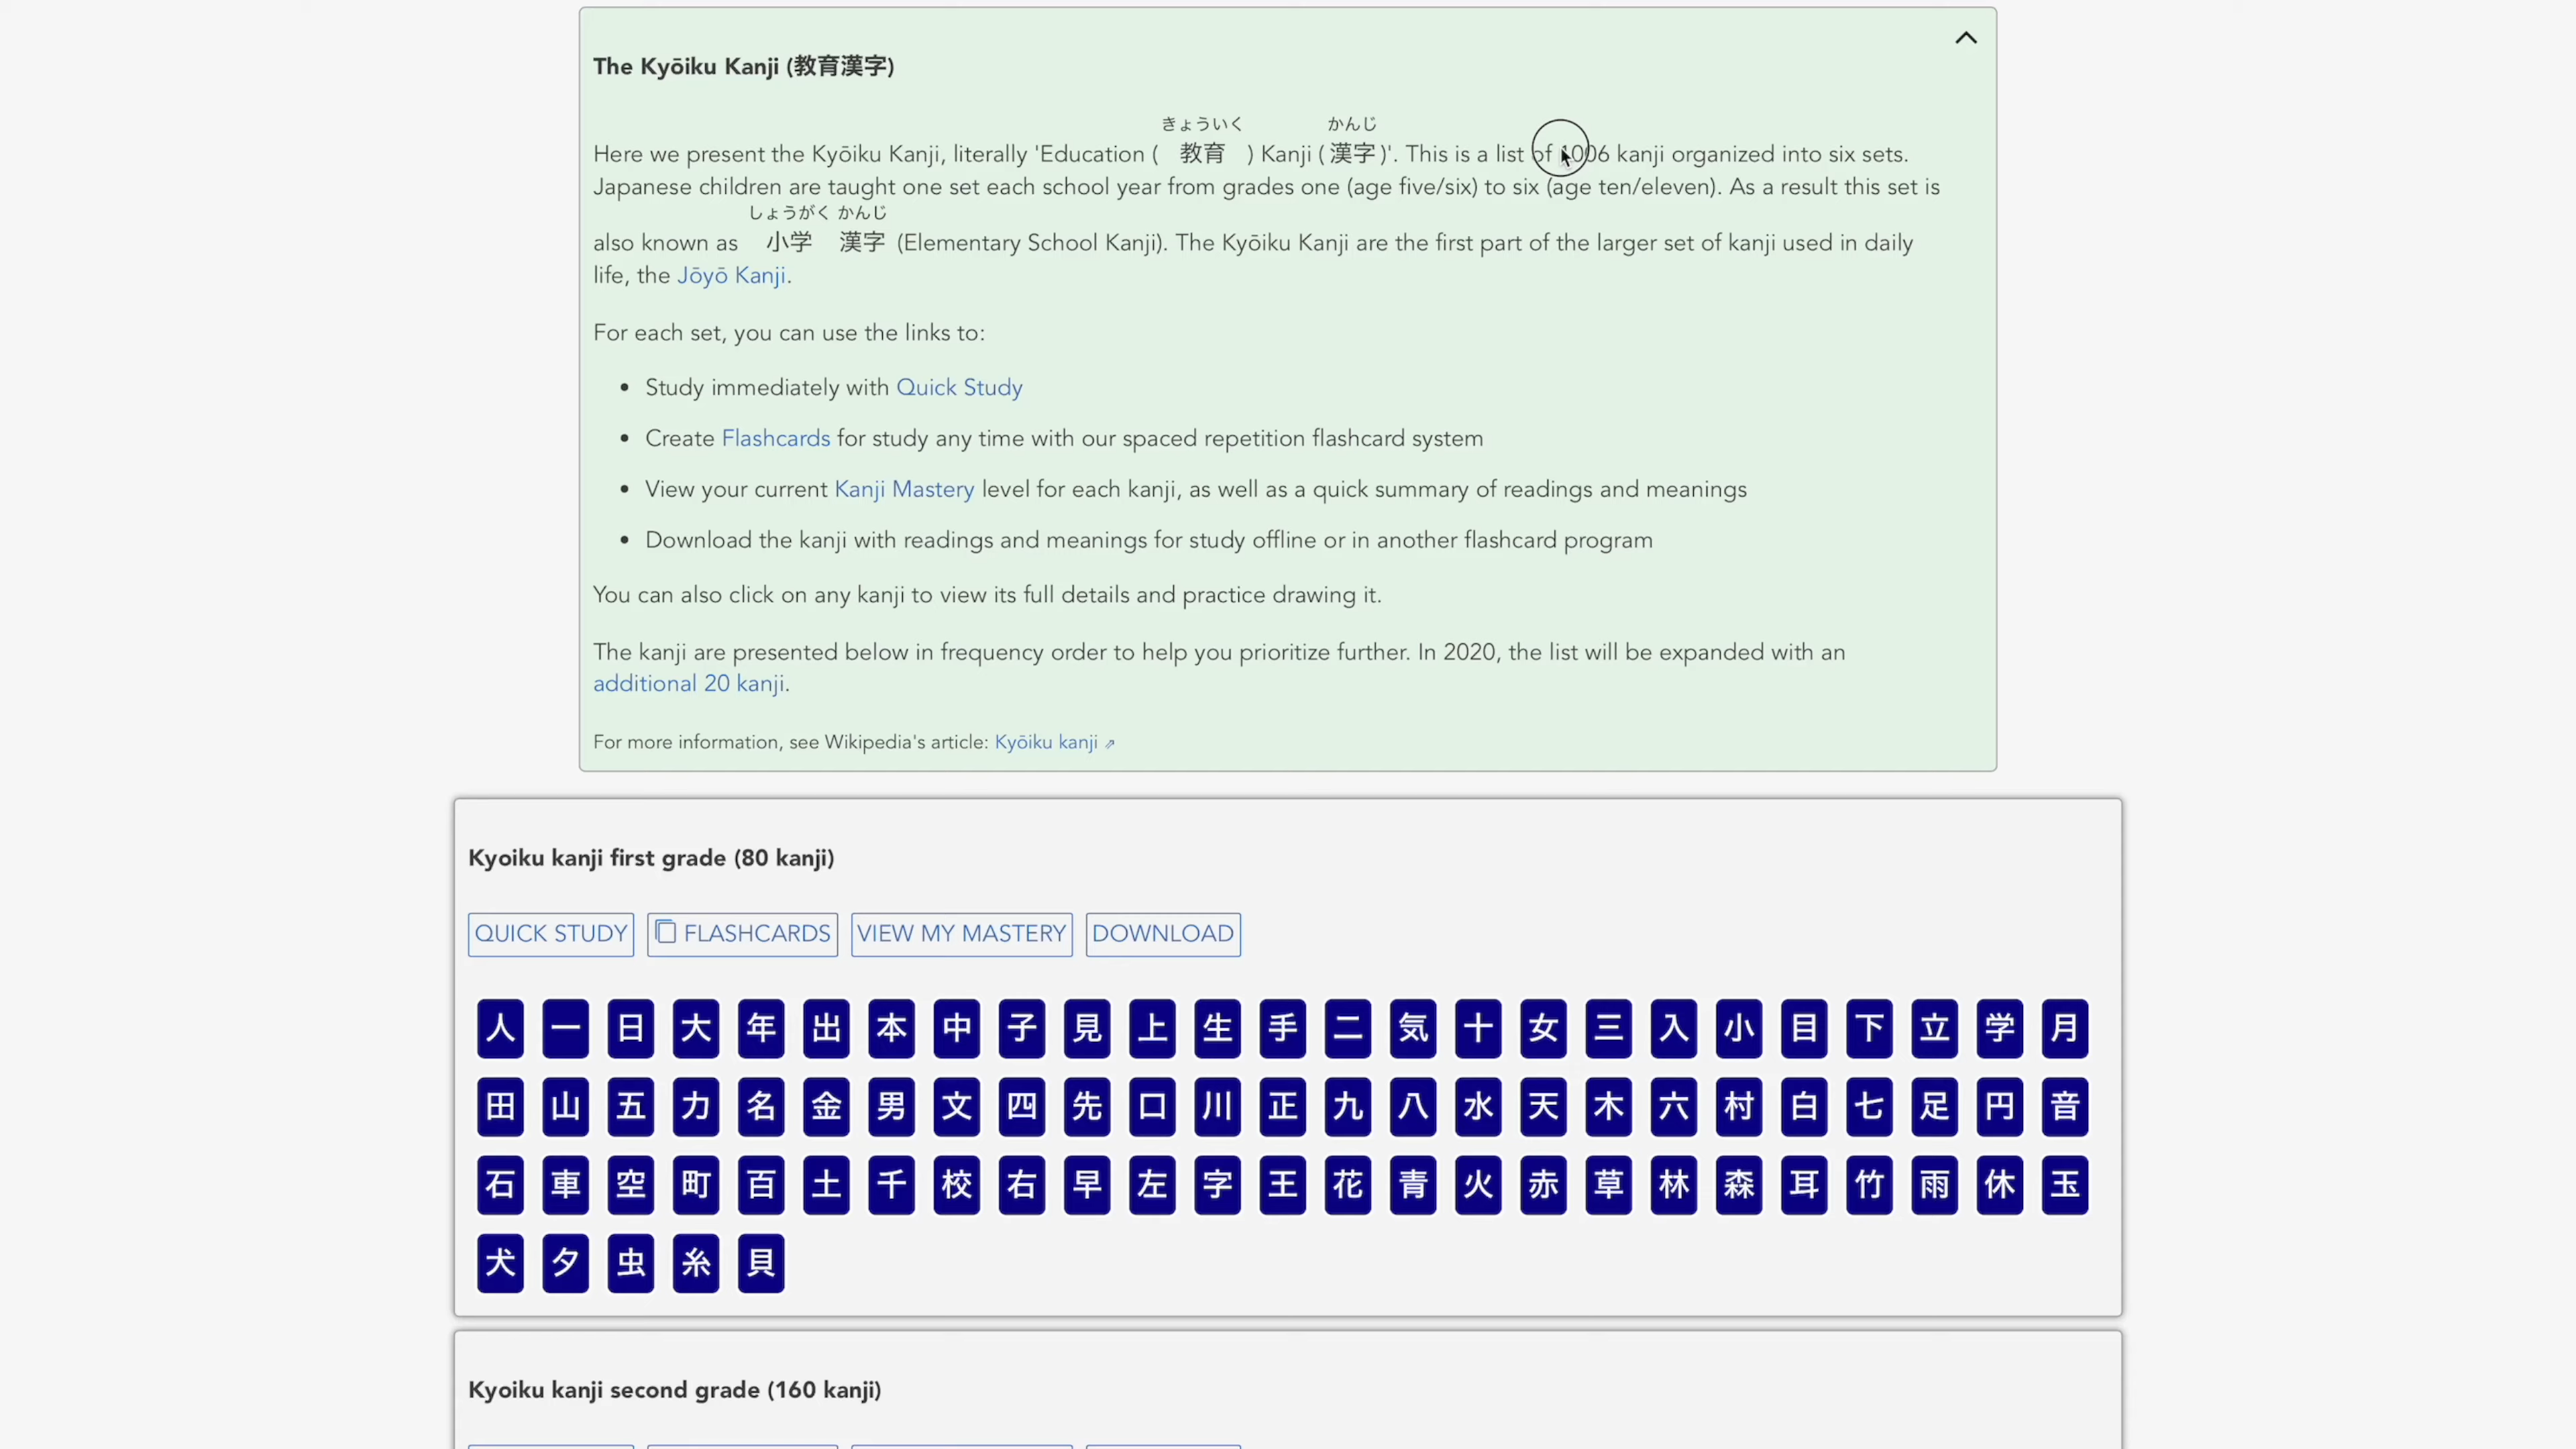 The Kyōiku Kanji (教育漢字)
きょういく かんじ
Here we present the Kyōiku Kanji, literally 'Education ( 教育 ) Kanji ( 漢字 )'. This is a list of 1006 kanji organized into six sets.
Japanese children are taught one set each school year from grades one (age five/six) to six (age ten/eleven). As a result this set is
しょうがく かんじ
also known as 小学 漢字 (Elementary School Kanji). The Kyōiku Kanji are the first part of the larger set of kanji used in daily
life, the Jōyō Kanji.
For each set, you can use the links to:
• Study immediately with Quick Study
• Create Flashcards for study any time with our spaced repetition flashcard system
• View your current Kanji Mastery level for each kanji, as well as a quick summary of readings and meanings
• Download the kanji with readings and meanings for study offline or in another flashcard program
You can also click on any kanji to view its full details and practice drawing it.
The kanji are presented below in frequency order to help you prioritize further. In 2020, the list will be expanded with an
additional 20 kanji.
For more information, see Wikipedia's article: Kyōiku kanji ⇗
Kyoiku kanji first grade (80 kanji)
QUICK STUDY FLASHCARDS VIEW MY MASTERY DOWNLOAD
人 一 日 大 年 出 本 中 子 見 上 生 手 二 気 十 女 三 入 小 目 下 立 学 月
田 山 五 力 名 金 男 文 四 先 口 川 正 九 八 水 天 木 六 村 白 七 足 円 音
石 車 空 町 百 土 千 校 右 早 左 字 王 花 青 火 赤 草 林 森 耳 竹 雨 休 玉
犬 夕 虫 糸 貝
Kyoiku kanji second grade (160 kanji)